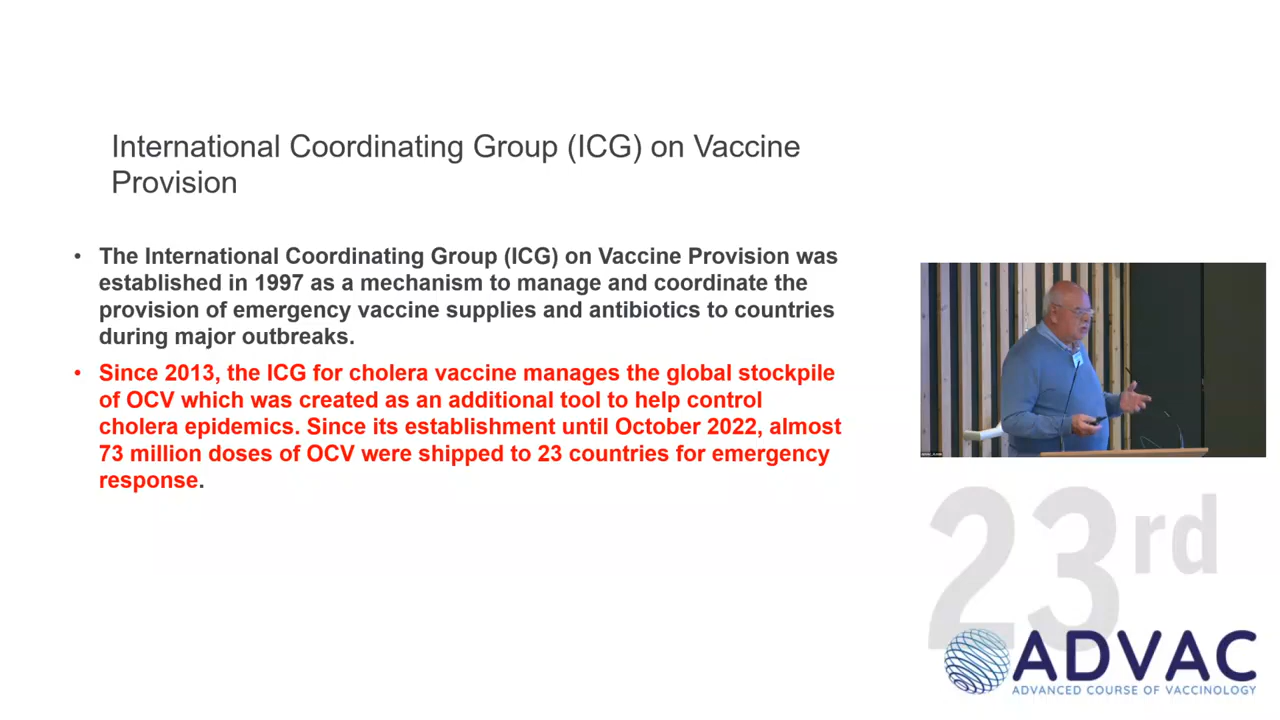 International Coordinating Group (ICG) on Vaccine
Provision
• The International Coordinating Group (ICG) on Vaccine Provision was
established in 1997 as a mechanism to manage and coordinate the
provision of emergency vaccine supplies and antibiotics to countries
during major outbreaks.
• Since 2013, the ICG for cholera vaccine manages the global stockpile
of OCV which was created as an additional tool to help control
cholera epidemics. Since its establishment until October 2022, almost
73 million doses of OCV were shipped to 23 countries for emergency
response.
23rd
ADVAC
ADVANCED COURSE OF VACCINOLOGY